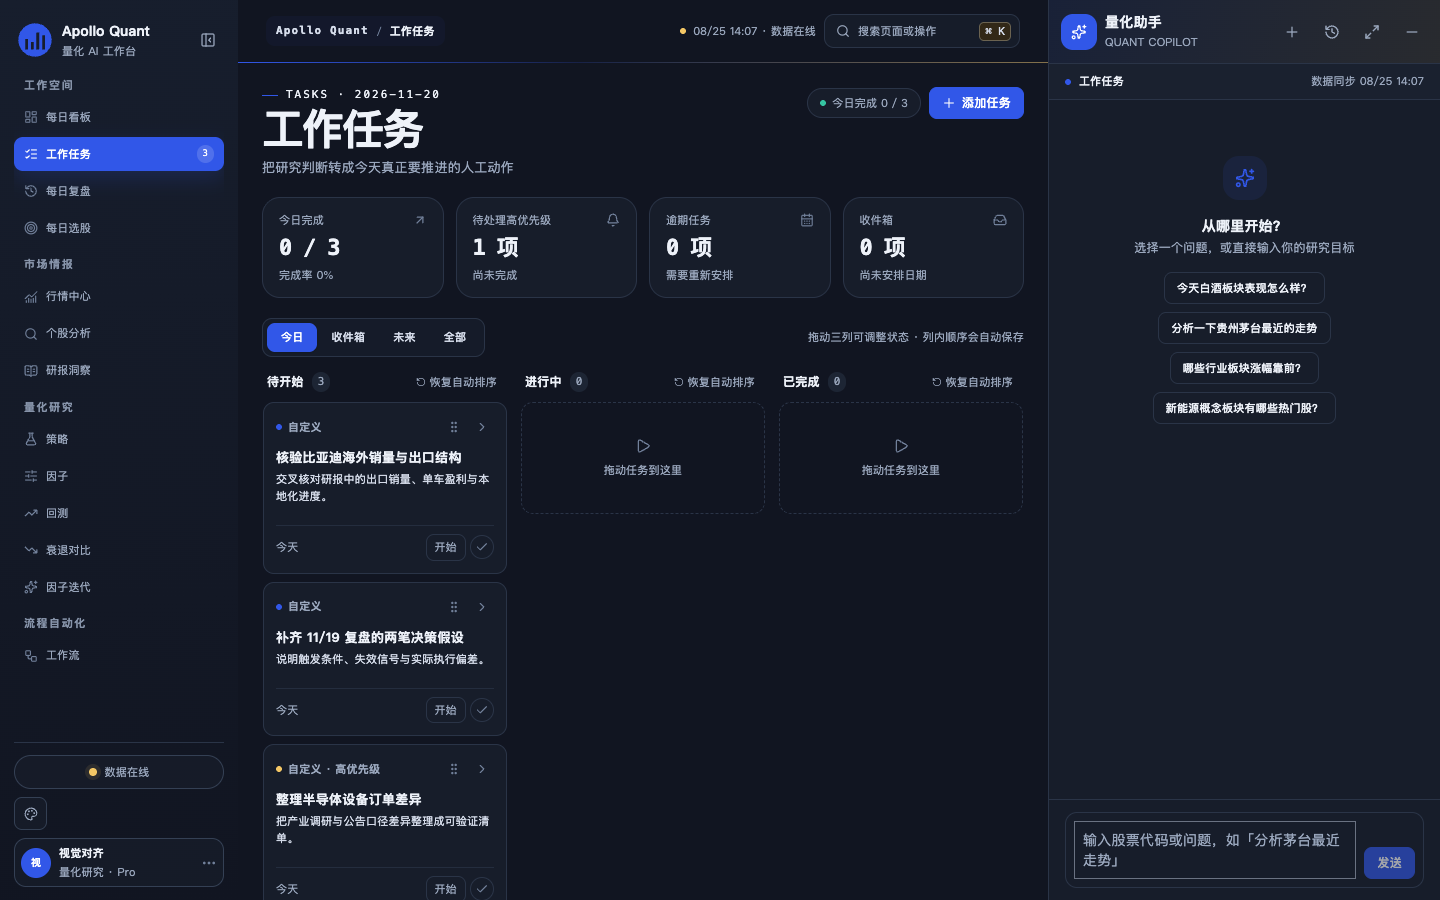 Apollo Quant
量化 AI 工作台
工作空间
每日看板
工作任务
3
每日复盘
每日选股
市场情报
行情中心
个股分析
研报洞察
量化研究
策略
因子
回测
衰退对比
因子迭代
流程自动化
工作流
数据在线
视
视觉对齐
量化研究 · Pro
Apollo Quant / 工作任务
08/25 14:07 · 数据在线
搜索页面或操作
⌘ K
TASKS · 2026-11-20
工作任务
把研究判断转成今天真正要推进的人工动作
今日完成 0 / 3
添加任务
今日完成
0 / 3
完成率 0%
待处理高优先级
1 项
尚未完成
逾期任务
0 项
需要重新安排
收件箱
0 项
尚未安排日期
今日
收件箱
未来
全部
拖动三列可调整状态 · 列内顺序会自动保存
待开始 3
恢复自动排序
自定义
核验比亚迪海外销量与出口结构
交叉核对研报中的出口销量、单车盈利与本
地化进度。
今天
开始
自定义
补齐 11/19 复盘的两笔决策假设
说明触发条件、失效信号与实际执行偏差。
今天
开始
自定义 · 高优先级
整理半导体设备订单差异
把产业调研与公告口径差异整理成可验证清
单。
今天
开始
进行中 0
恢复自动排序
拖动任务到这里
已完成 0
恢复自动排序
拖动任务到这里
量化助手
QUANT COPILOT
工作任务
数据同步 08/25 14:07
从哪里开始?
选择一个问题，或直接输入你的研究目标
今天白酒板块表现怎么样?
分析一下贵州茅台最近的走势
哪些行业板块涨幅靠前?
新能源概念板块有哪些热门股?
输入股票代码或问题，如「分析茅台最近
走势」
发送